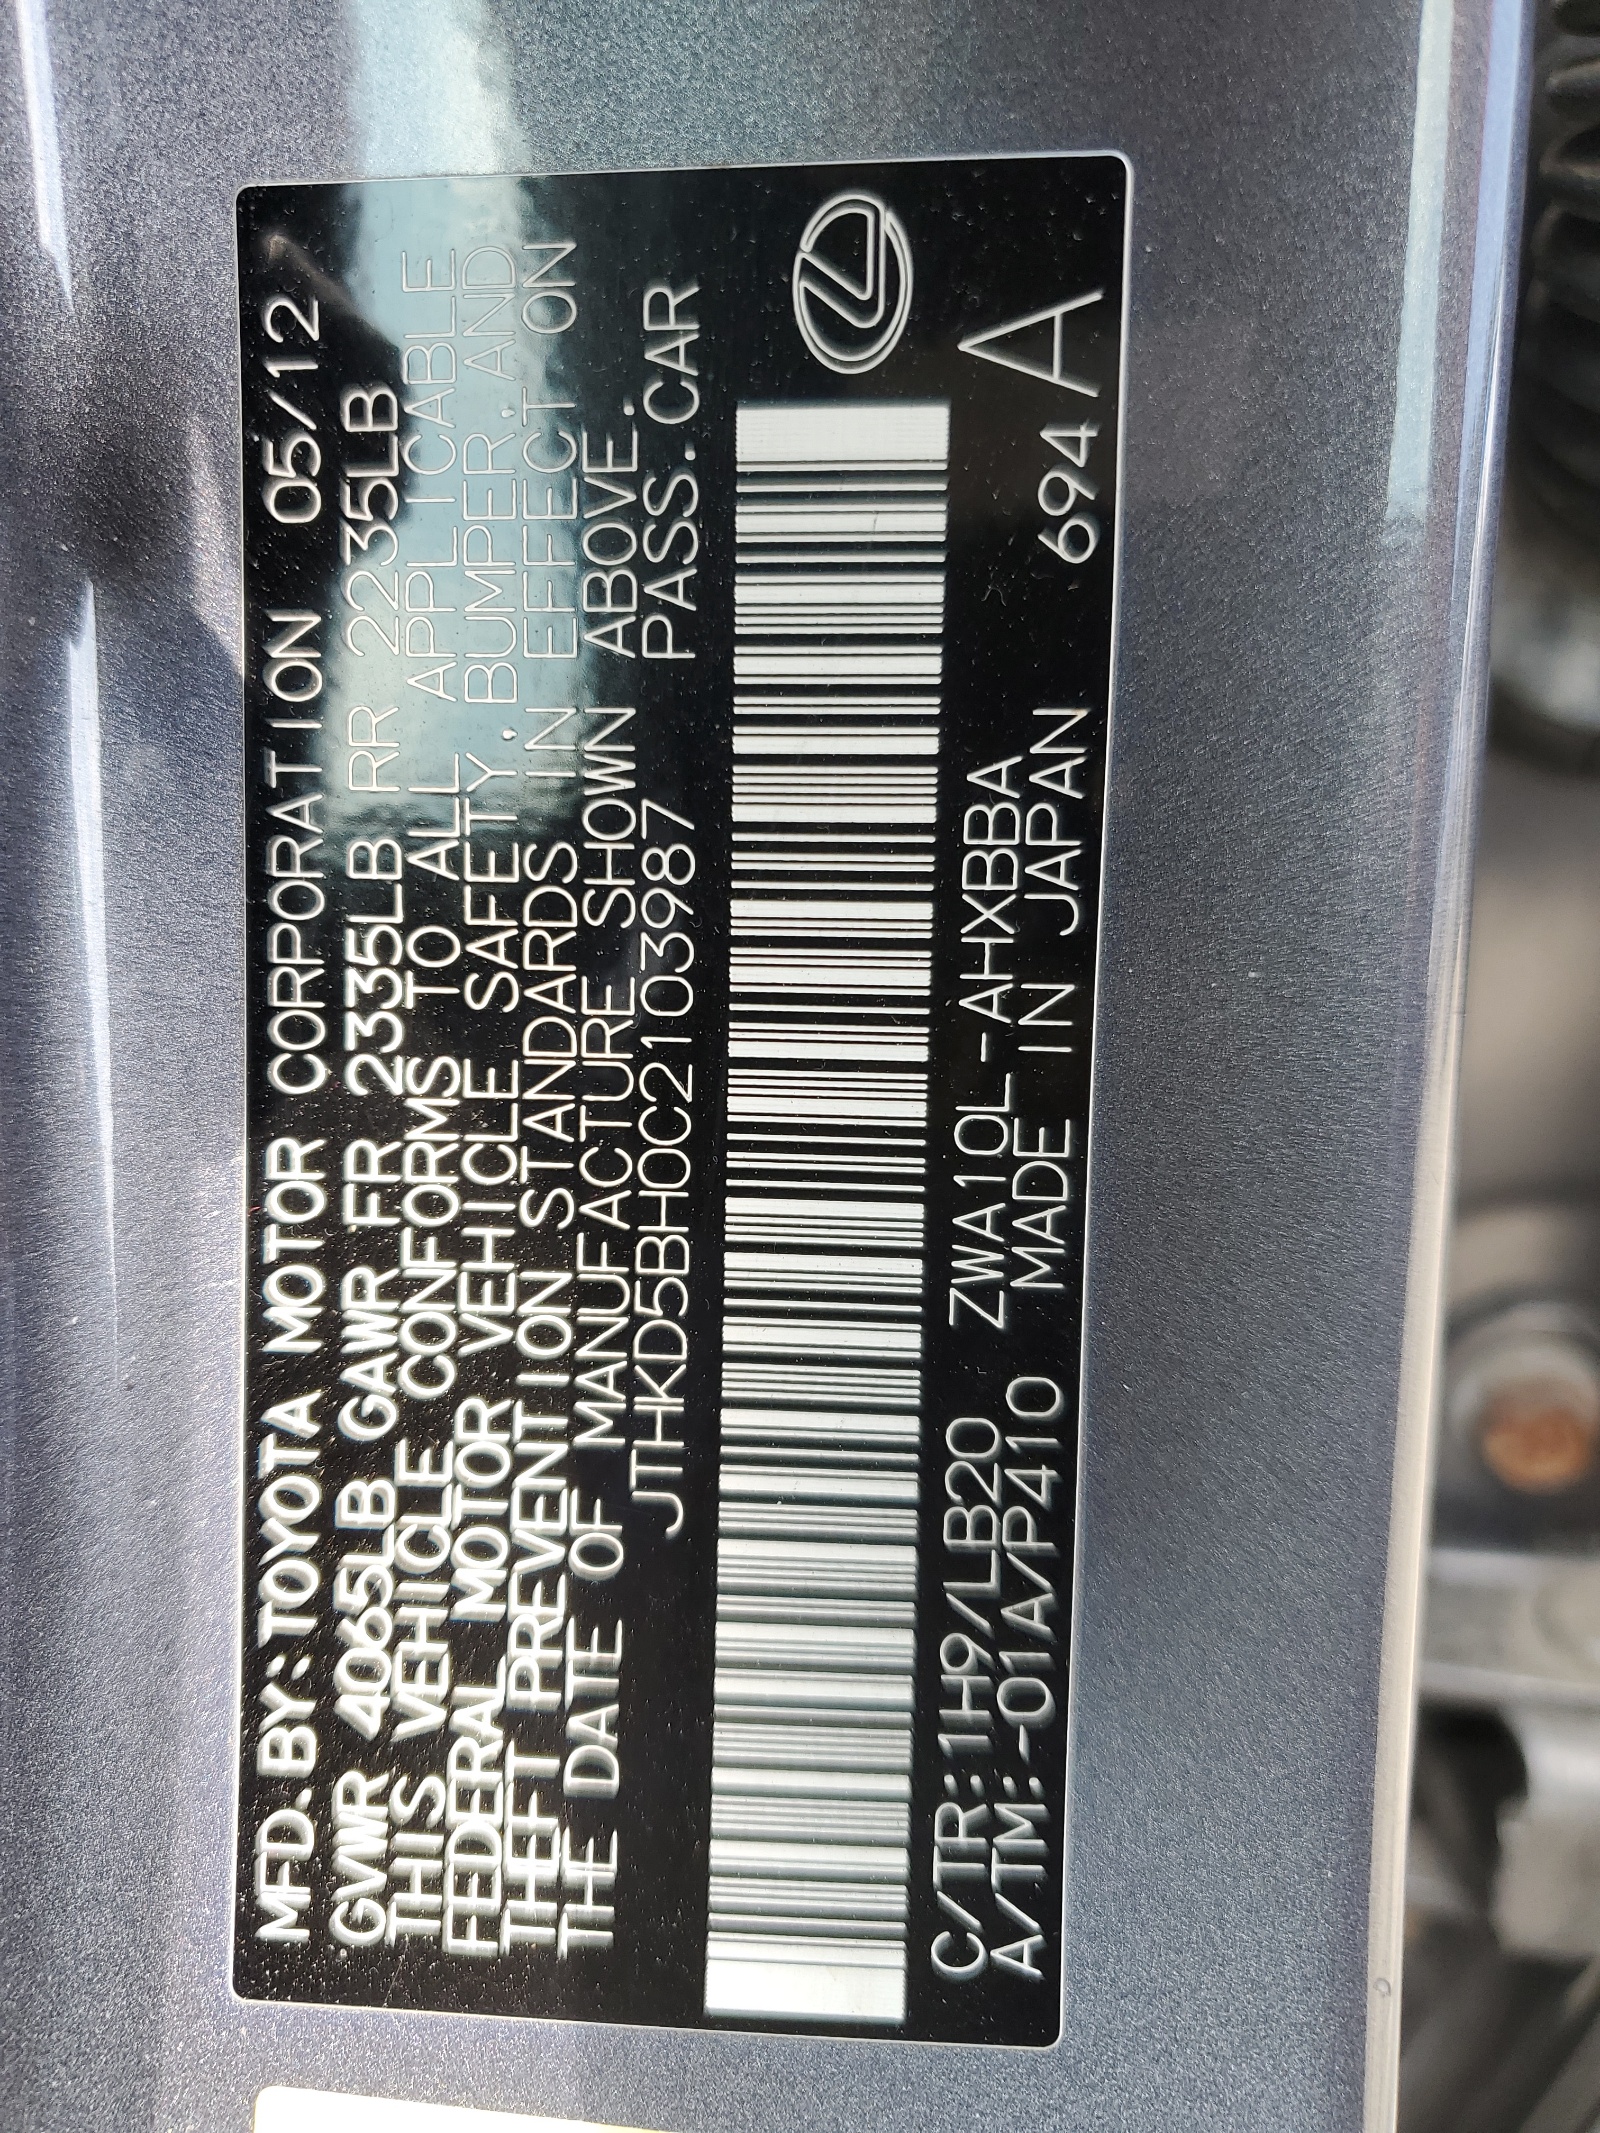 MFD.BY:TOYOTA MOTOR CORPORATION 05/12
GVWR 4065LB GAWR FR 2335LB RR 2235LB
THIS VEHICLE CONFORMS TO ALL APPLICABLE
FEDERAL MOTOR VEHICLE SAFETY, BUMPER, AND
THEFT PREVENTION STANDARDS IN EFFECT ON
THE DATE OF MANUFACTURE SHOWN ABOVE.
JTHKD5BH0C2103987 PASS.CAR
C/TR:1H9/LB20 ZWA10L-AHXBBA
A/TM:-01A/P410 MADE IN JAPAN 694 A